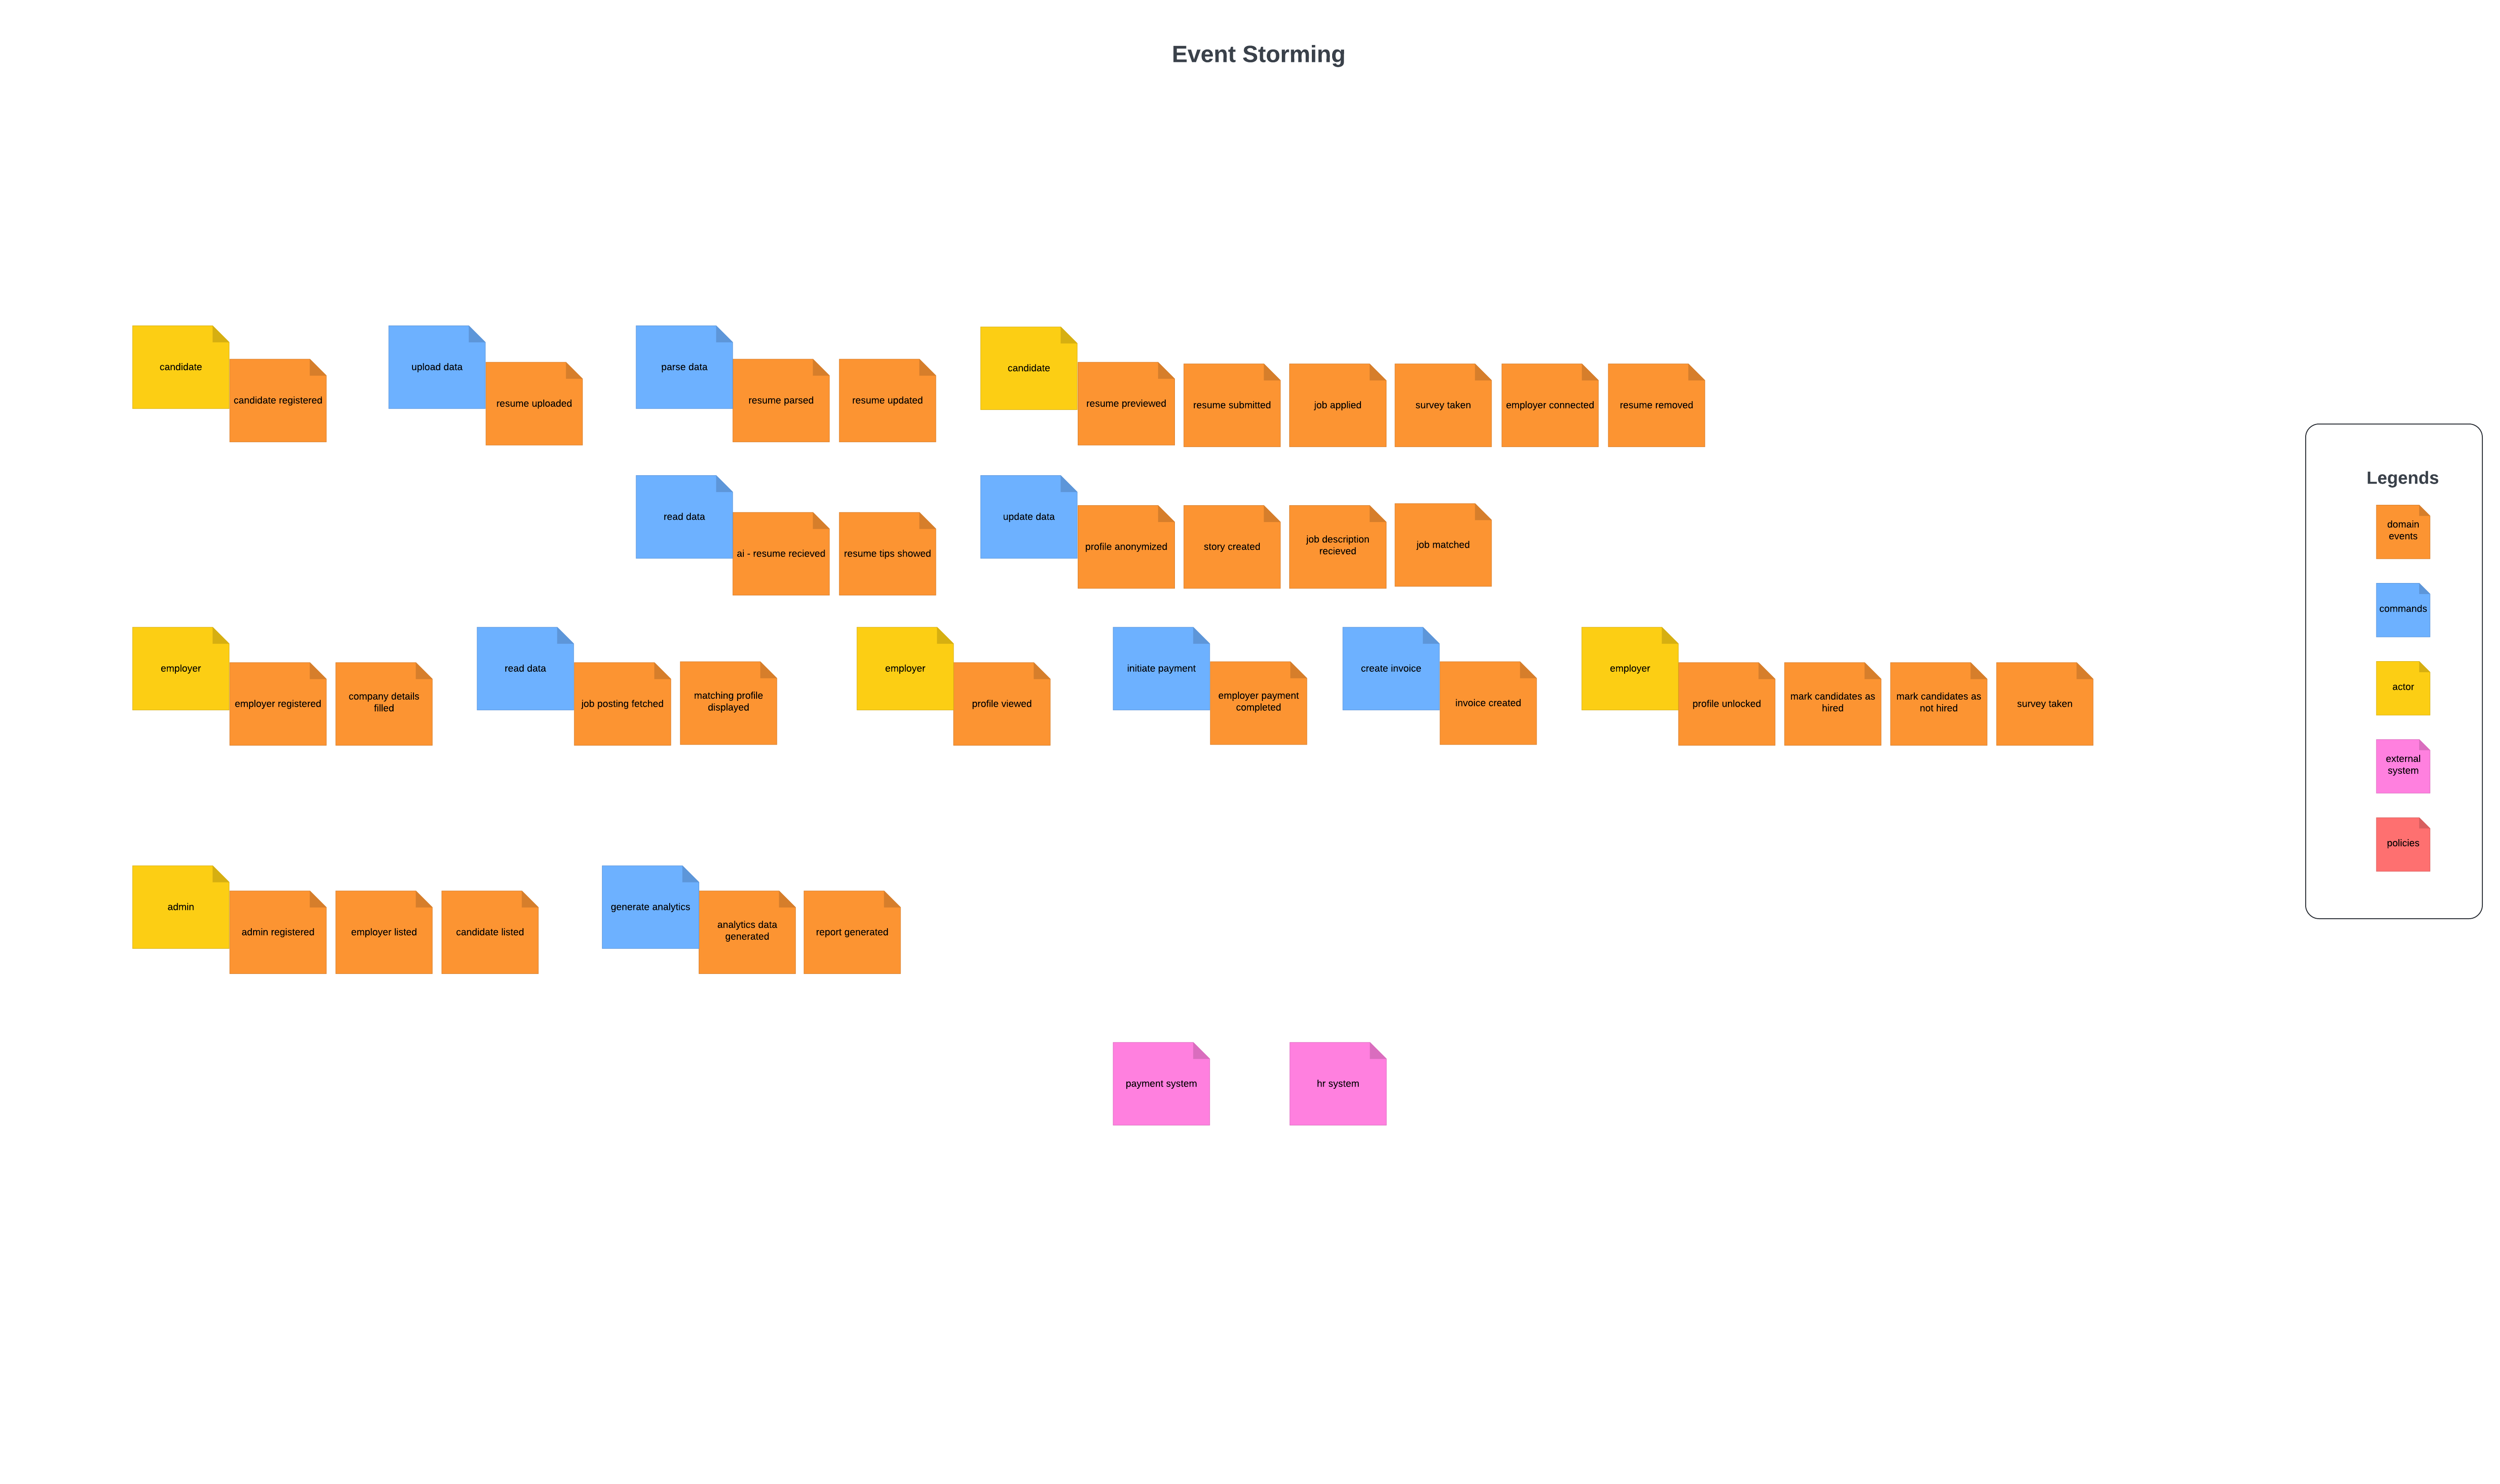 Event Storming
candidate
candidate registered
upload data
resume uploaded
parse data
resume parsed
resume updated
candidate
resume previewed
resume submitted
job applied
survey taken
employer connected
resume removed
read data
ai - resume recieved
resume tips showed
update data
profile anonymized
story created
job description
recieved
job matched
employer
employer registered
company details
filled
read data
job posting fetched
matching profile
displayed
employer
profile viewed
initiate payment
employer payment
completed
create invoice
invoice created
employer
profile unlocked
mark candidates as
hired
mark candidates as
not hired
survey taken
admin
admin registered
employer listed
candidate listed
generate analytics
analytics data
generated
report generated
payment system
hr system
Legends
domain
events
commands
actor
external
system
policies